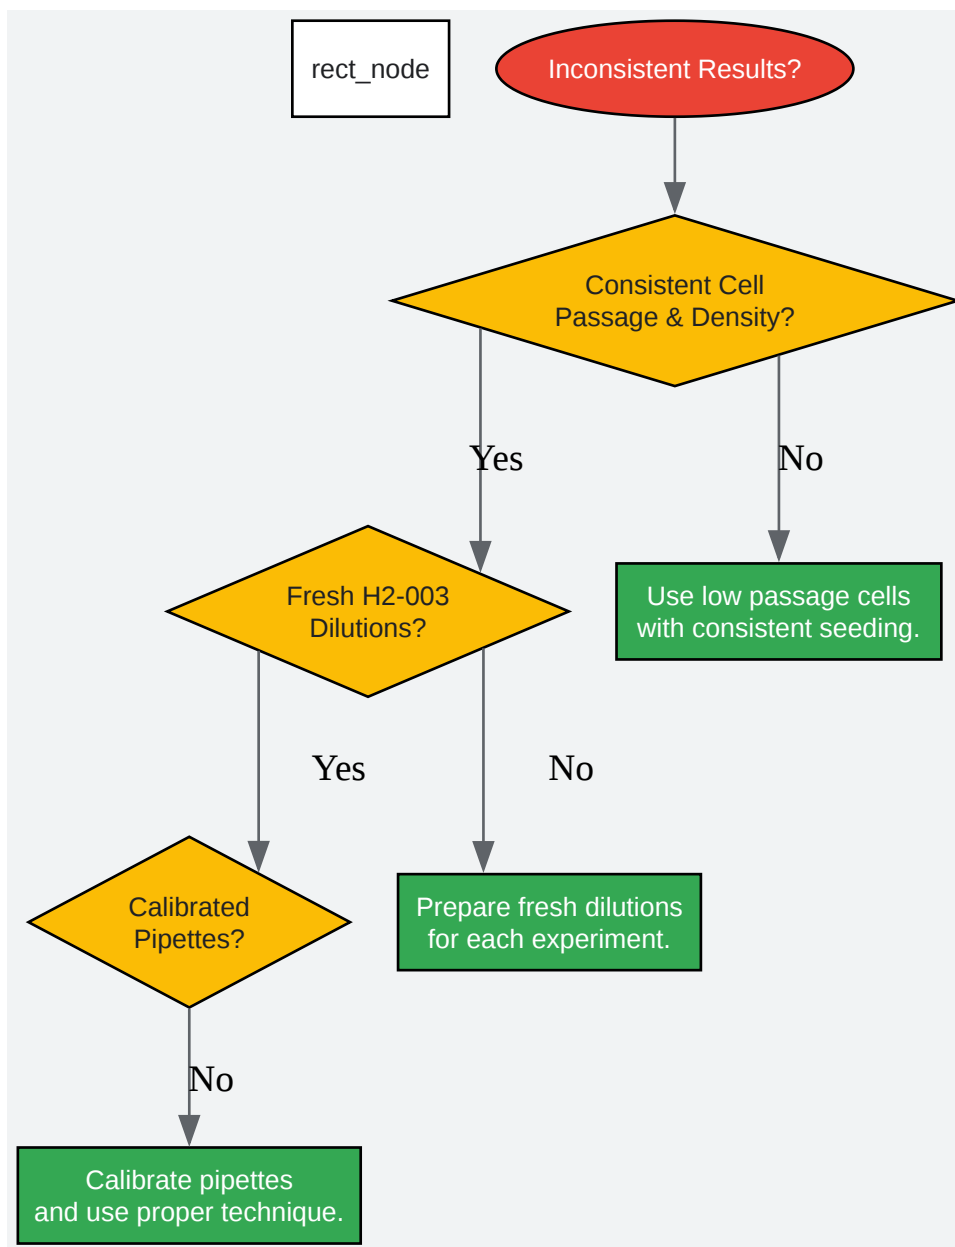 rect_node
Inconsistent Results?
Consistent Cell
Passage & Density?
Yes
No
Fresh H2-003
Dilutions?
Use low passage cells
with consistent seeding.
Yes
No
Calibrated
Pipettes?
Prepare fresh dilutions
for each experiment.
No
Calibrate pipettes
and use proper technique.